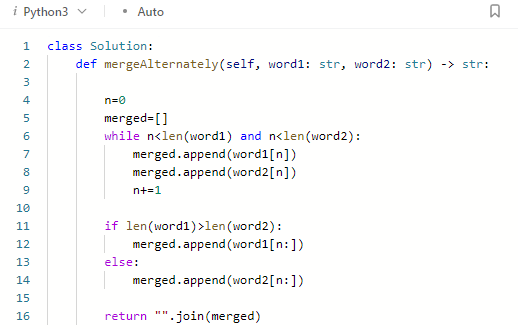 i Python3 • Auto
1 class Solution:
2     def mergeAlternately(self, word1: str, word2: str) -> str:
3
4         n=0
5         merged=[]
6         while n<len(word1) and n<len(word2):
7             merged.append(word1[n])
8             merged.append(word2[n])
9             n+=1
10
11         if len(word1)>len(word2):
12             merged.append(word1[n:])
13         else:
14             merged.append(word2[n:])
15
16         return "".join(merged)